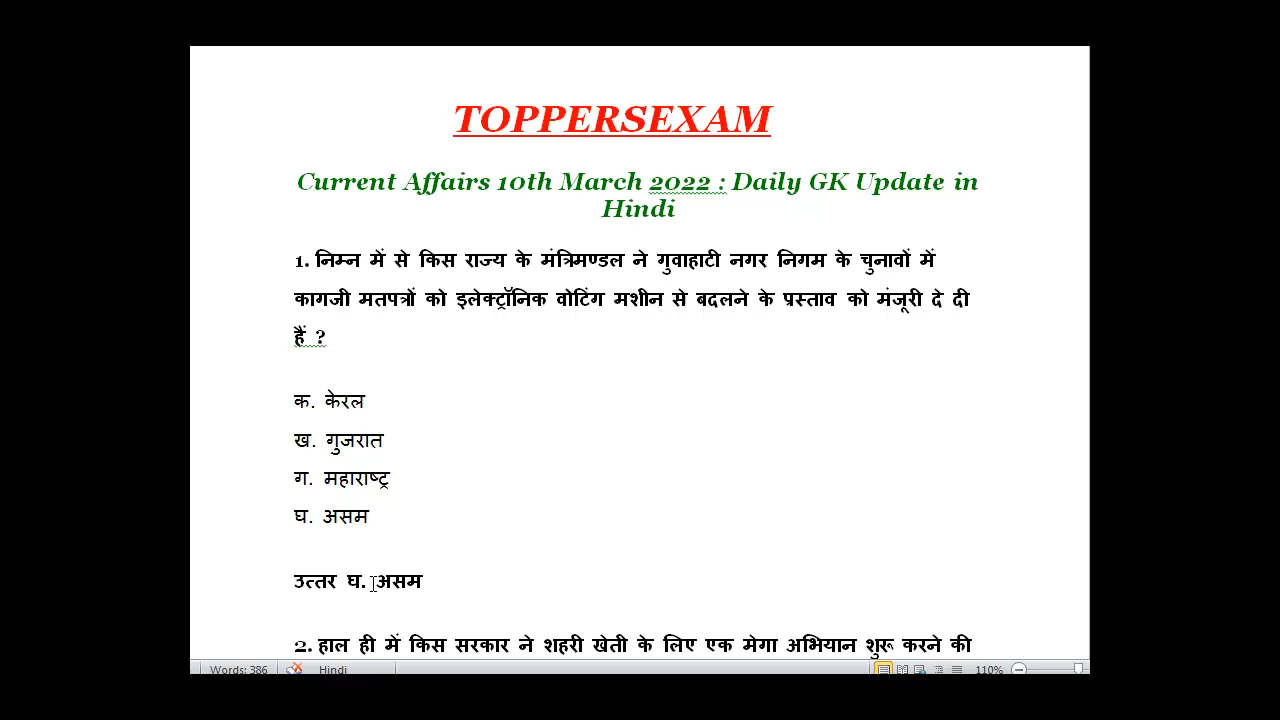 TOPPERSEXAM
Current Affairs 10th March 2022 : Daily GK Update in
Hindi
1. निम्न में से किस राज्य के मंत्रिमण्डल ने गुवाहाटी नगर निगम के चुनावों में
कागजी मतपत्रों को इलेक्ट्रॉनिक वोटिंग मशीन से बदलने के प्रस्ताव को मंजूरी दे दी
हैं ?
क. केरल
ख. गुजरात
ग. महाराष्ट्र
घ. असम
उत्तर घ. असम
2. हाल ही में किस सरकार ने शहरी खेती के लिए एक मेगा अभियान शुरू करने की
Words: 386 Hindi 110%